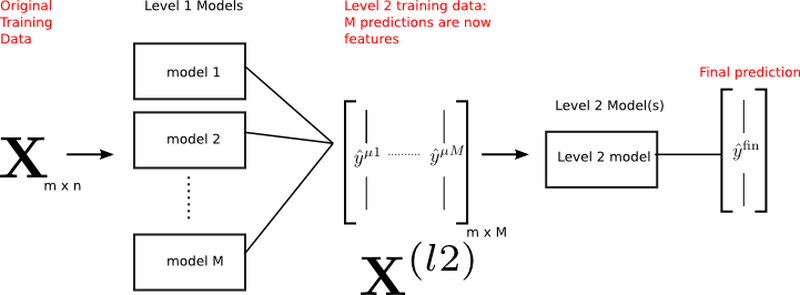 Original
Training
Data
Level 1 Models
Level 2 training data:
M predictions are now
features
Final prediction
model 1
model 2
model M
X
m x n
ŷ^{μ1} ......... ŷ^{μM}
m x M
X^{(l2)}
Level 2 Model(s)
Level 2 model
ŷ^{fin}